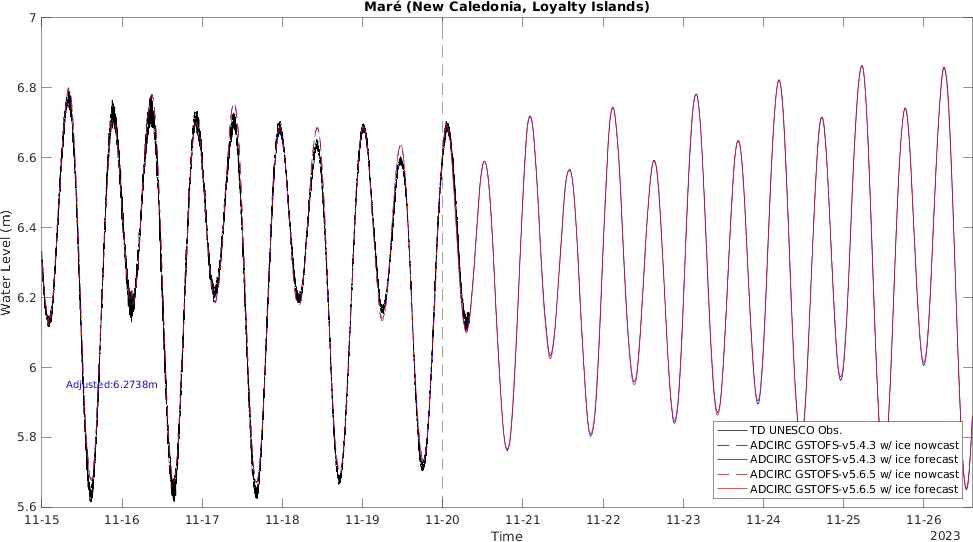 Maré (New Caledonia, Loyalty Islands)
7
6.8
6.6
6.4
6.2
6
5.8
5.6
Water Level (m)
Adjusted:6.2738m
TD UNESCO Obs.
ADCIRC GSTOFS-v5.4.3 w/ ice nowcast
ADCIRC GSTOFS-v5.4.3 w/ ice forecast
ADCIRC GSTOFS-v5.6.5 w/ ice nowcast
ADCIRC GSTOFS-v5.6.5 w/ ice forecast
11-15 11-16 11-17 11-18 11-19 11-20 11-21 11-22 11-23 11-24 11-25 11-26
2023
Time